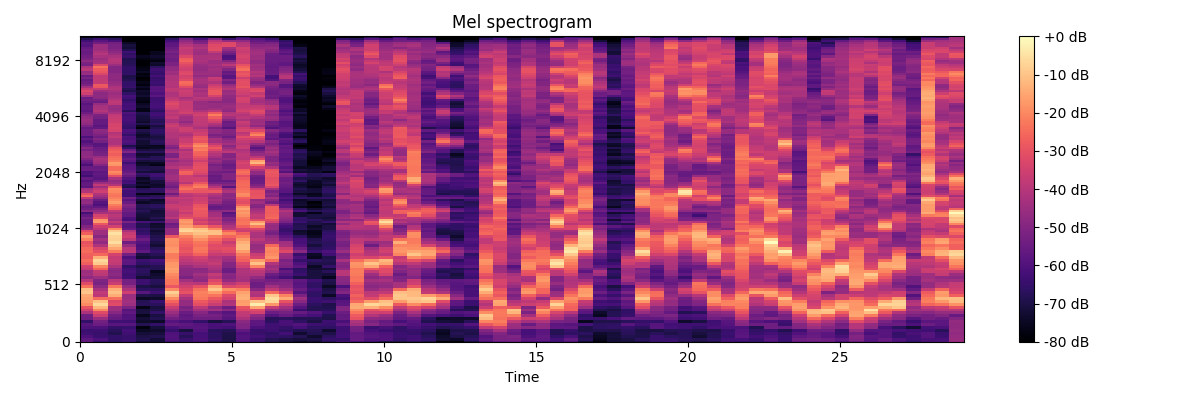 Mel spectrogram
+0 dB
8192
-10 dB
4096
-20 dB
-30 dB
2048
Hz
-40 dB
1024
-50 dB
-60 dB
512
-70 dB
0
-80 dB
0 5 10 15 20 25
Time